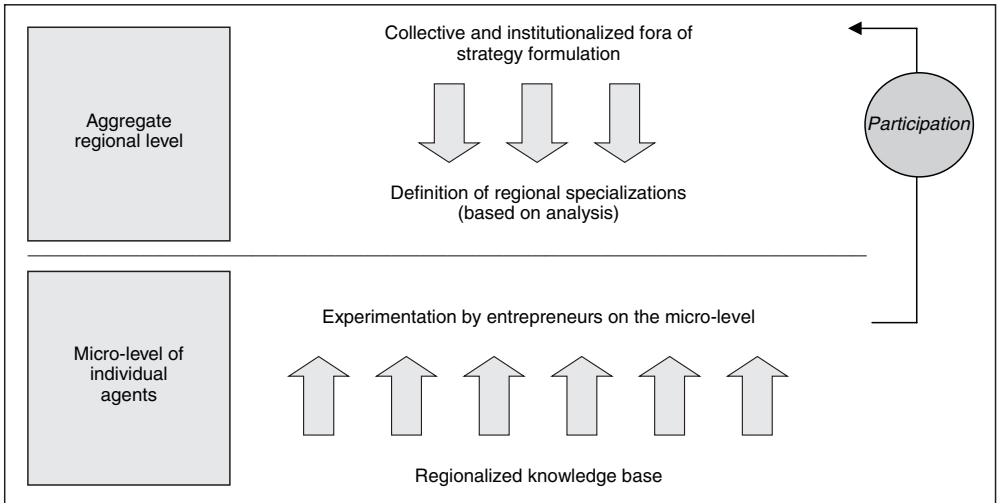 Collective and institutionalized fora of
strategy formulation
Aggregate
regional level
Participation
Definition of regional specializations
(based on analysis)
Experimentation by entrepreneurs on the micro-level
Micro-level of
individual
agents
Regionalized knowledge base